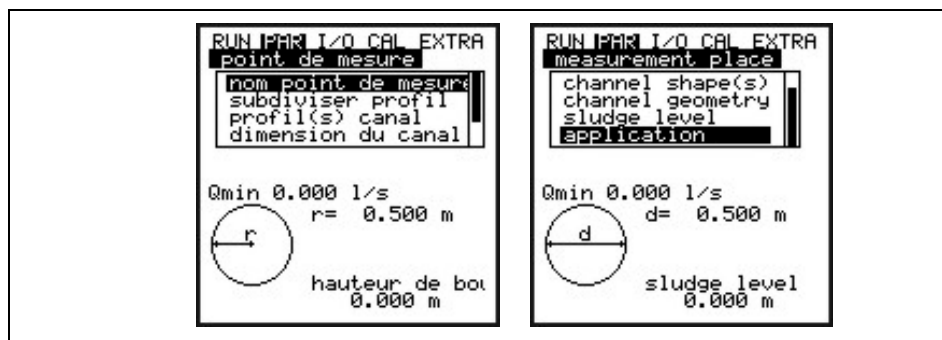 RUN PAR I/O CAL EXTRA
point de mesure
nom point de mesure
subdiviser profil
profil(s) canal
dimension du canal
Qmin 0.000 l/s
r= 0.500 m
r
hauteur de bou
0.000 m
RUN PAR I/O CAL EXTRA
measurement place
channel shape(s)
channel geometry
sludge level
application
Qmin 0.000 l/s
d= 0.500 m
d
sludge level
0.000 m